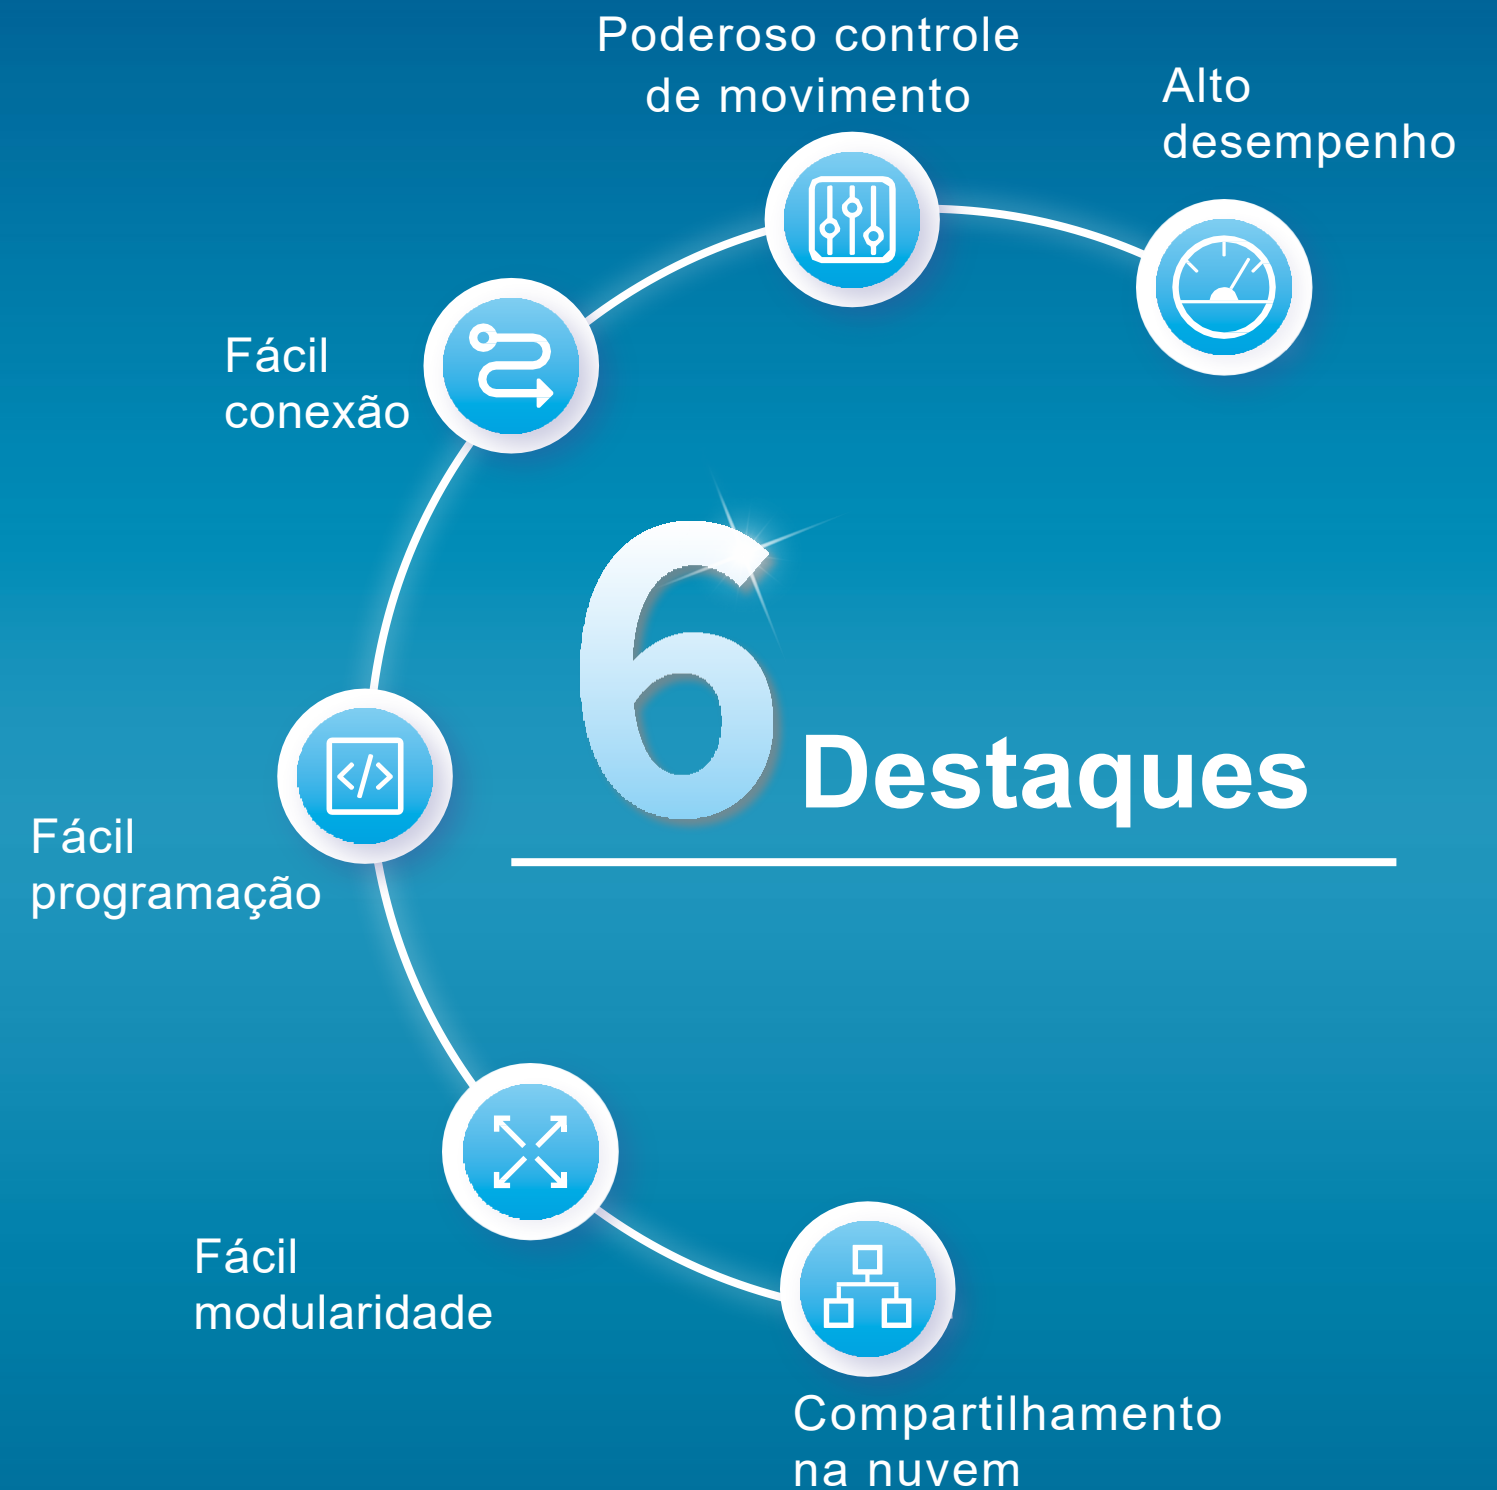 Poderoso controle
de movimento
Alto
desempenho
Fácil
conexão
6 Destaques
Fácil
programação
Fácil
modularidade
Compartilhamento
na nuvem